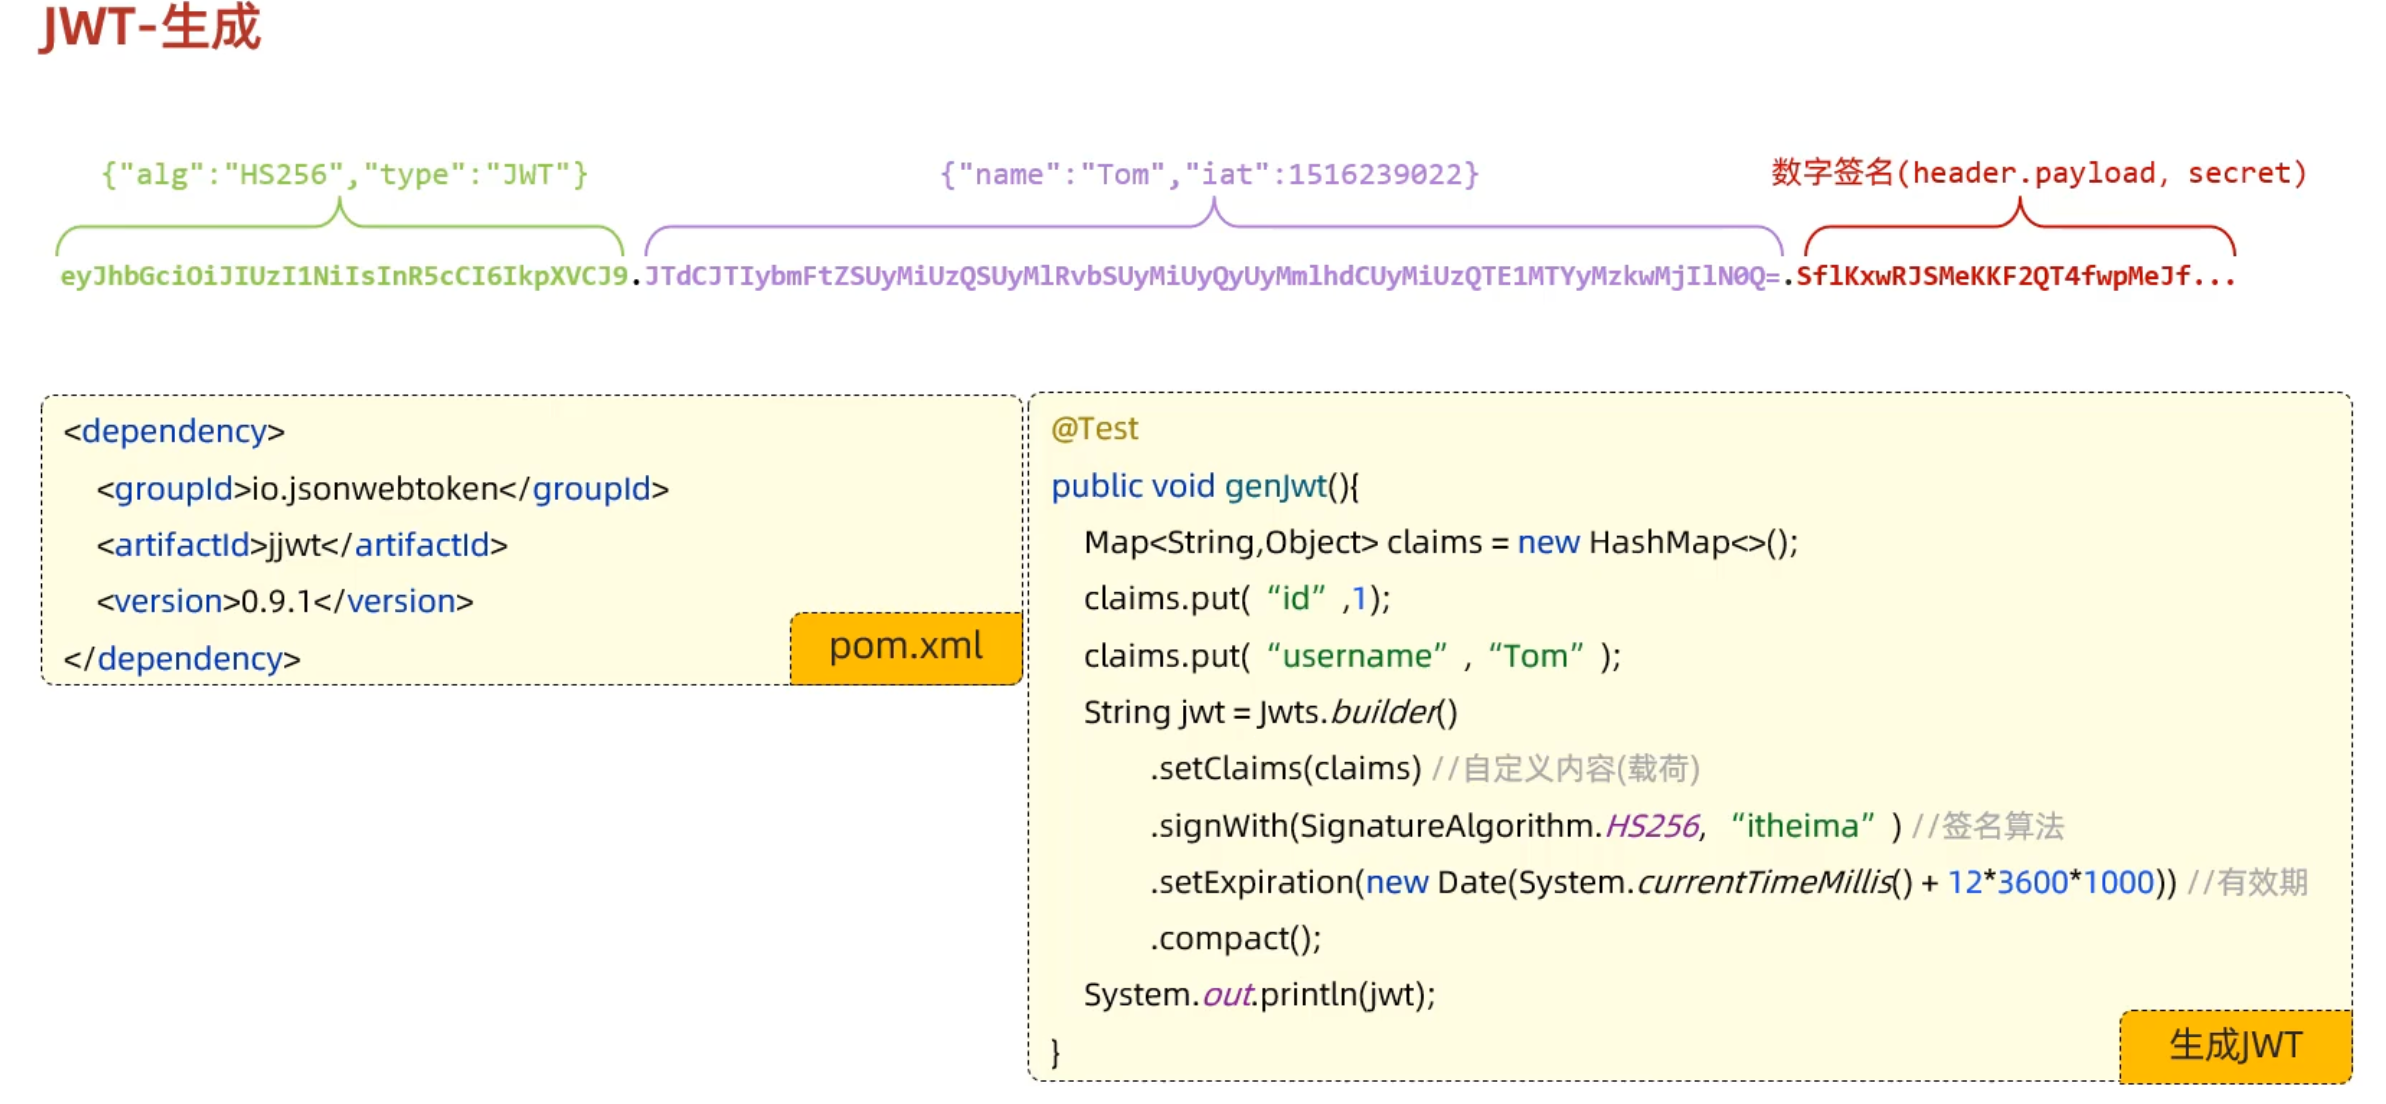 JWT-生成
{"alg":"HS256","type":"JWT"}
{"name":"Tom","iat":1516239022}
数字签名(header.payload, secret)
eyJhbGciOiJIUzI1NiIsInR5cCI6IkpXVCJ9.JTdCJTIybmFtZSUyMiUzQSUyMlRvbSUyMiUyQyUyMmlhdCUyMiUzQTE1MTYyMzkwMjIlN0Q=.SflKxwRJSMeKKF2QT4fwpMeJf...
<dependency>
<groupId>io.jsonwebtoken</groupId>
<artifactId>jjwt</artifactId>
<version>0.9.1</version>
</dependency>
pom.xml
@Test
public void genJwt(){
Map<String,Object> claims = new HashMap<>();
claims.put( “id” ,1);
claims.put( “username” , “Tom” );
String jwt = Jwts.builder()
.setClaims(claims) //自定义内容(载荷)
.signWith(SignatureAlgorithm.HS256, “itheima” ) //签名算法
.setExpiration(new Date(System.currentTimeMillis() + 12*3600*1000)) //有效期
.compact();
System.out.println(jwt);
}
生成JWT